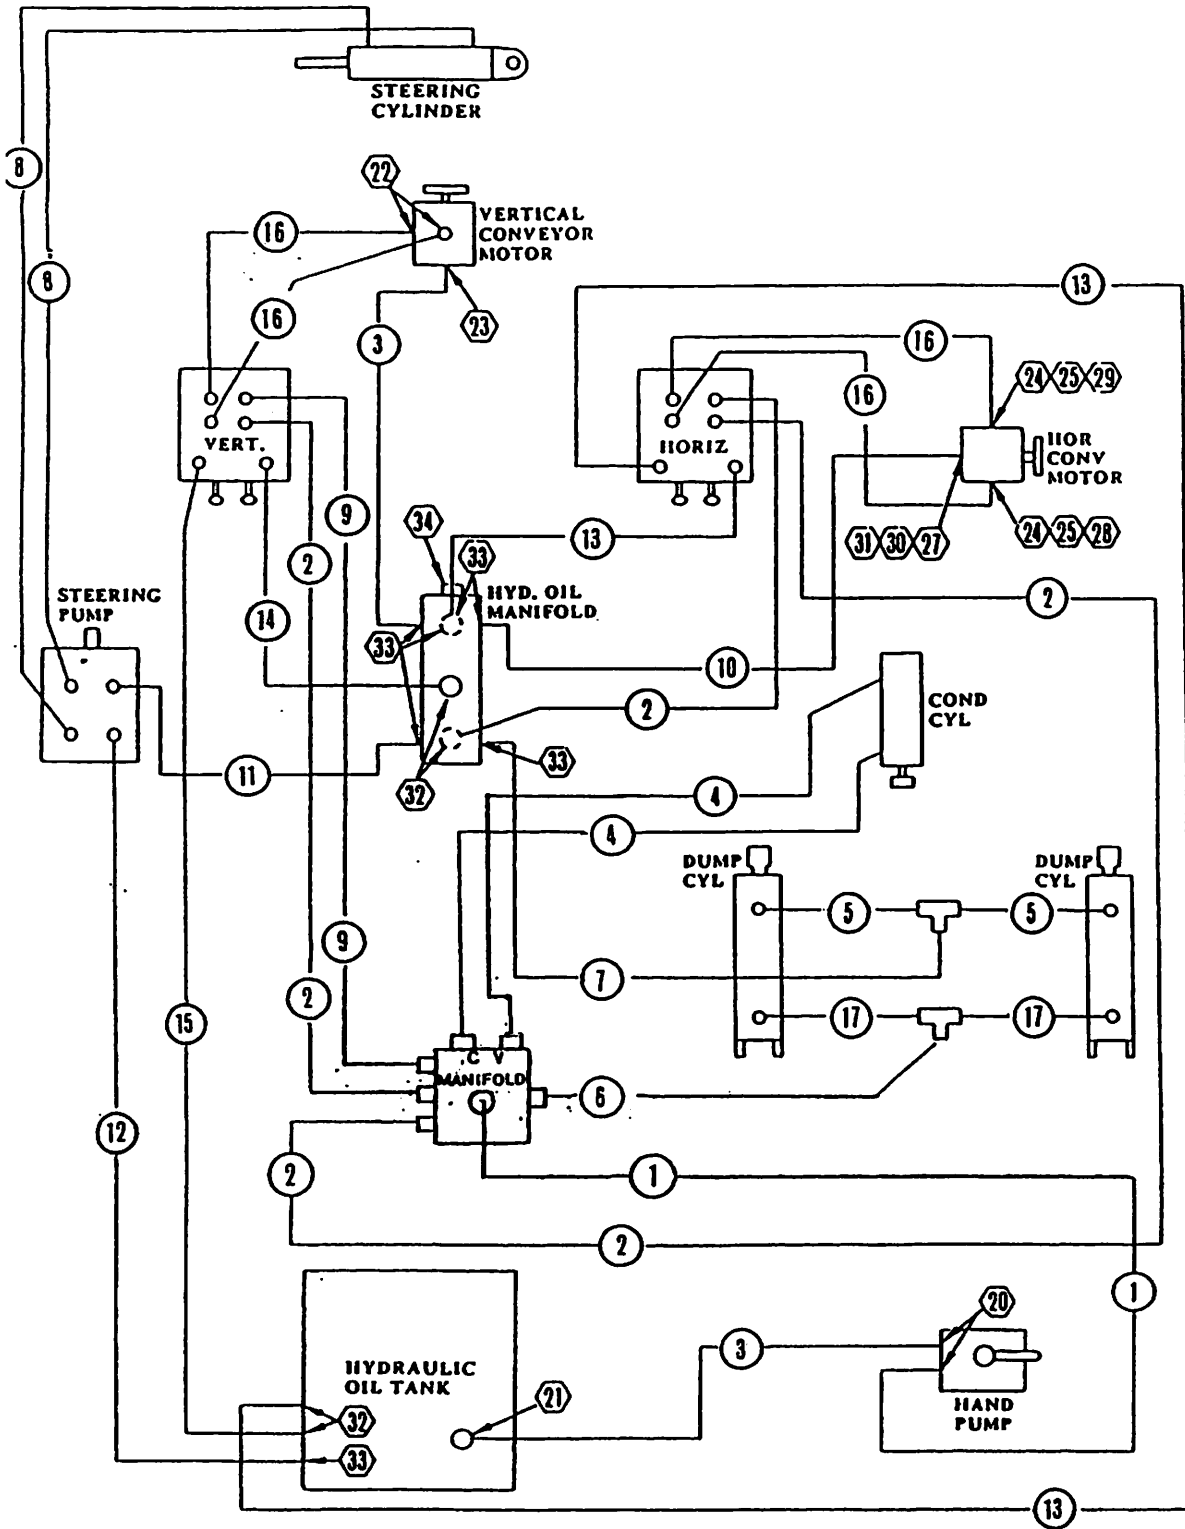 STEERING
CYLINDER
8
22
16
VERTICAL
CONVEYOR
MOTOR
8
13
16
23
3
16
24 25 29
16
VERT.
HORIZ
HOR
CONV
MOTOR
9
34
13
33
31 30 27
24 25 28
2
STEERING
PUMP
HYD. OIL
MANIFOLD
2
14
33
10
COND
CYL
2
11
32
33
4
4
DUMP
CYL
DUMP
CYL
5
5
9
7
2
15
17
17
C V
MANIFOLD
6
12
2
1
2
1
20
3
HYDRAULIC
OIL TANK
21
HAND
PUMP
32
33
13